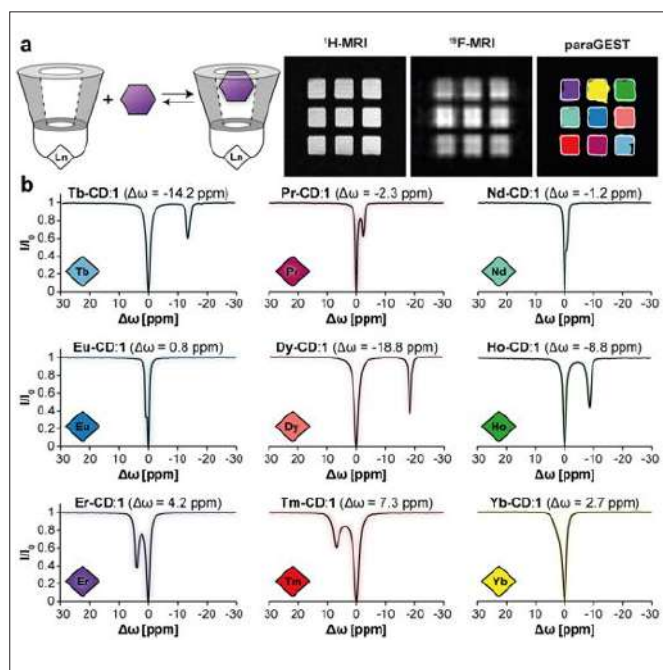 a
¹H-MRI
¹⁹F-MRI
paraGEST
+
Ln
Ln
b
Tb-CD:1 (Δω = -14.2 ppm)
Pr-CD:1 (Δω = -2.3 ppm)
Nd-CD:1 (Δω = -1.2 ppm)
I/I₀
1
0.8
0.6
0.4
0.2
0
Tb
Pr
Nd
30 20 10 0 -10 -20 -30
30 20 10 0 -10 -20 -30
30 20 10 0 -10 -20 -30
Δω [ppm]
Δω [ppm]
Δω [ppm]
Eu-CD:1 (Δω = 0.8 ppm)
Dy-CD:1 (Δω = -18.8 ppm)
Ho-CD:1 (Δω = -8.8 ppm)
I/I₀
1
0.8
0.6
0.4
0.2
0
Eu
Dy
Ho
30 20 10 0 -10 -20 -30
30 20 10 0 -10 -20 -30
30 20 10 0 -10 -20 -30
Δω [ppm]
Δω [ppm]
Δω [ppm]
Er-CD:1 (Δω = 4.2 ppm)
Tm-CD:1 (Δω = 7.3 ppm)
Yb-CD:1 (Δω = 2.7 ppm)
I/I₀
1
0.8
0.6
0.4
0.2
0
Er
Tm
Yb
30 20 10 0 -10 -20 -30
30 20 10 0 -10 -20 -30
30 20 10 0 -10 -20 -30
Δω [ppm]
Δω [ppm]
Δω [ppm]